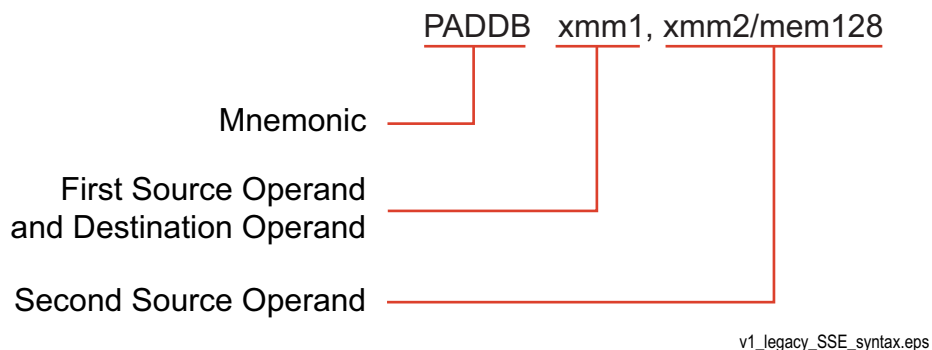 PADDB xmm1, xmm2/mem128
Mnemonic
First Source Operand
and Destination Operand
Second Source Operand
v1_legacy_SSE_syntax.eps